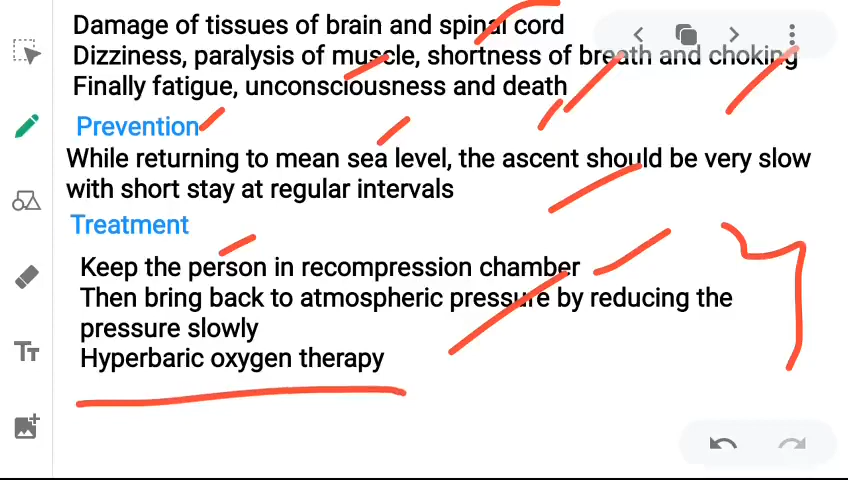 Damage of tissues of brain and spinal cord
Dizziness, paralysis of muscle, shortness of breath and choking
Finally fatigue, unconsciousness and death
Prevention
While returning to mean sea level, the ascent should be very slow
with short stay at regular intervals
Treatment
Keep the person in recompression chamber
Then bring back to atmospheric pressure by reducing the
pressure slowly
Hyperbaric oxygen therapy
Tт